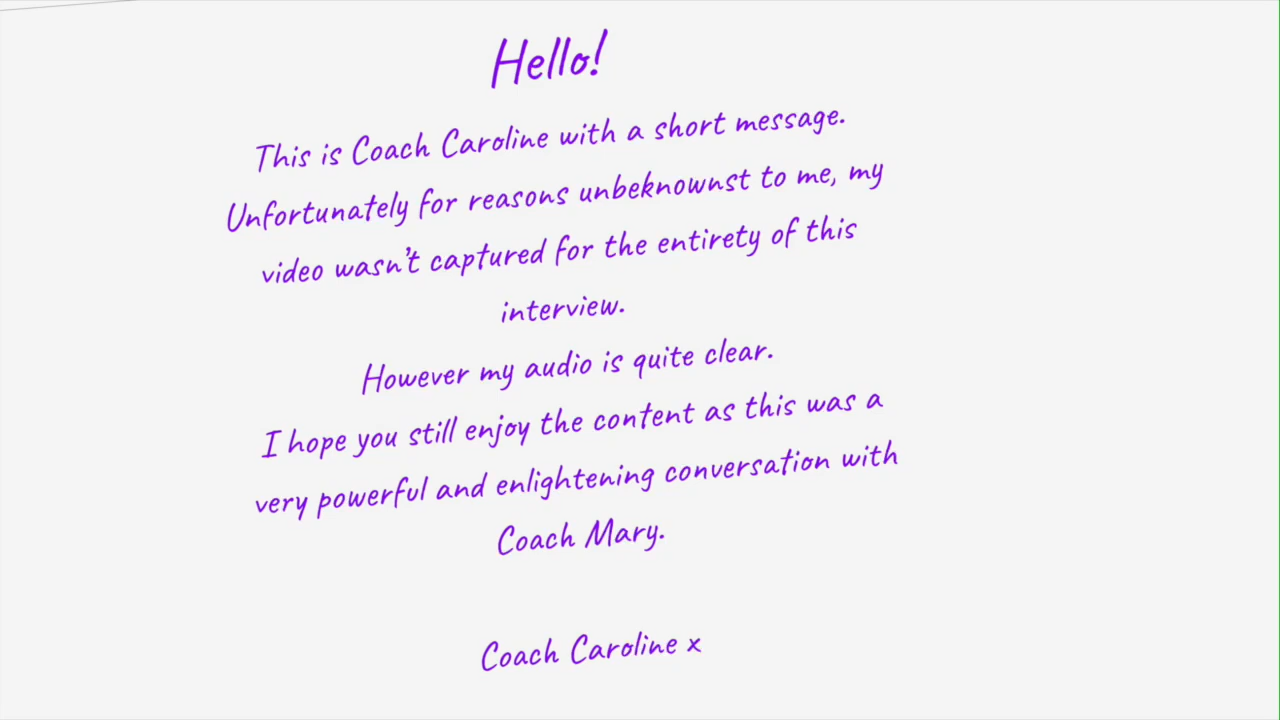 Hello!
This is Coach Caroline with a short message.
Unfortunately for reasons unbeknownst to me, my
video wasn't captured for the entirety of this
interview.
However my audio is quite clear.
I hope you still enjoy the content as this was a
very powerful and enlightening conversation with
Coach Mary.
Coach Caroline x